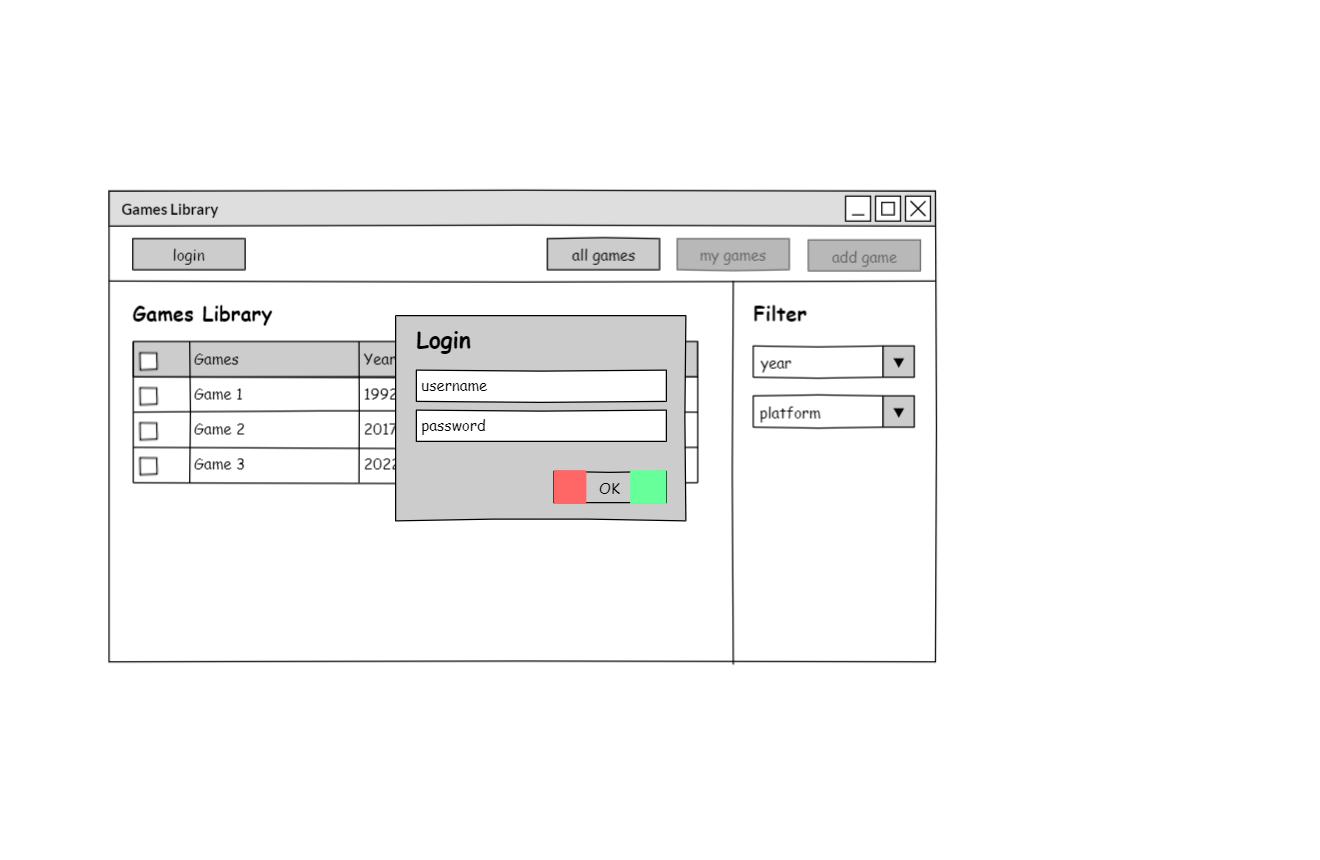 Games Library
login
all games
my games
add game
Games Library
Games
Year
Game 1
1992
Game 2
2017
Game 3
2022
Login
username
password
OK
Filter
year
platform